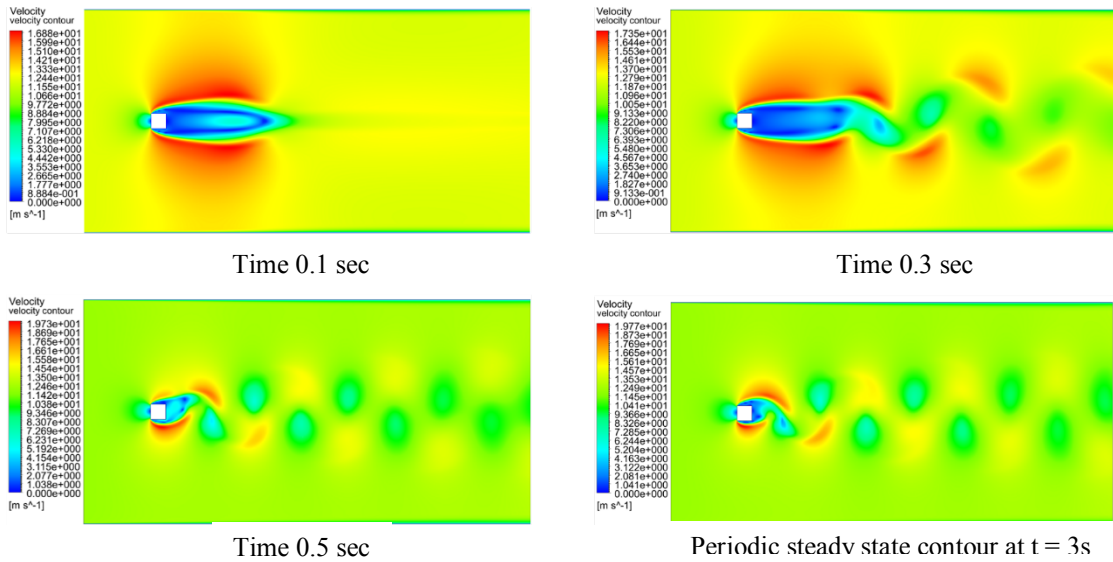 Velocity
velocity contour
1.688e+001
1.599e+001
1.510e+001
1.421e+001
1.333e+001
1.244e+001
1.155e+001
1.066e+001
9.772e+000
8.884e+000
7.995e+000
7.107e+000
6.218e+000
5.330e+000
4.442e+000
3.553e+000
2.665e+000
1.777e+000
8.884e-001
0.000e+000
[m s^-1]
Time 0.1 sec
Velocity
velocity contour
1.735e+001
1.644e+001
1.553e+001
1.461e+001
1.370e+001
1.279e+001
1.187e+001
1.096e+001
1.005e+001
9.133e+000
8.220e+000
7.306e+000
6.393e+000
5.480e+000
4.567e+000
3.653e+000
2.740e+000
1.827e+000
9.133e-001
0.000e+000
[m s^-1]
Time 0.3 sec
Velocity
velocity contour
1.973e+001
1.869e+001
1.765e+001
1.661e+001
1.558e+001
1.454e+001
1.350e+001
1.246e+001
1.142e+001
1.038e+001
9.346e+000
8.307e+000
7.269e+000
6.231e+000
5.192e+000
4.154e+000
3.115e+000
2.077e+000
1.038e+000
0.000e+000
[m s^-1]
Time 0.5 sec
Velocity
velocity contour
1.977e+001
1.873e+001
1.769e+001
1.665e+001
1.561e+001
1.457e+001
1.353e+001
1.249e+001
1.145e+001
1.041e+001
9.366e+000
8.326e+000
7.285e+000
6.244e+000
5.204e+000
4.163e+000
3.122e+000
2.081e+000
1.041e+000
0.000e+000
[m s^-1]
Periodic steady state contour at t = 3s